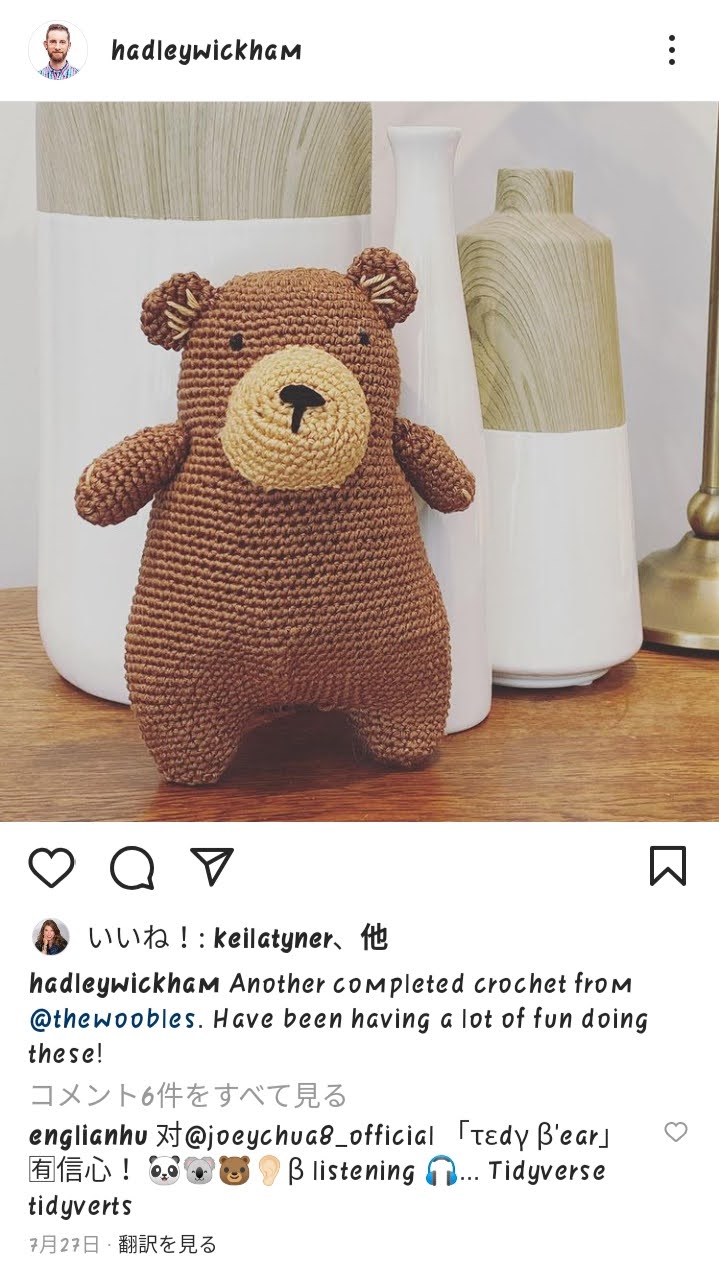 hadleywickham
いいね！: keilatyner、他
hadleywickham Another completed crochet from
@thewoobles. Have been having a lot of fun doing
these!
コメント6件をすべて見る
englianhu 对@joeychua8_official 「τεdγ β'ear」
🈶信心！ 🐼🐨🐻👂🏻β listening 🎧... Tidyverse
tidyverts
7月27日 · 翻訳を見る